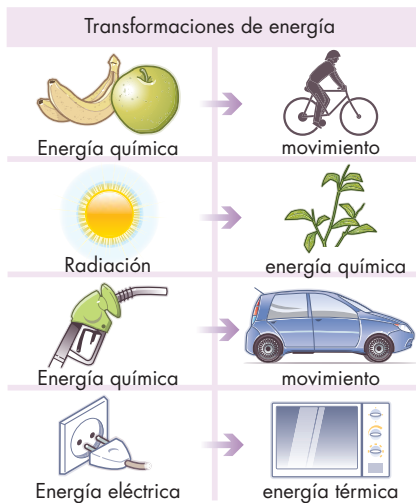 Transformaciones de energía
Energía química
movimiento
Radiación
energía química
Energía química
movimiento
Energía eléctrica
energía térmica